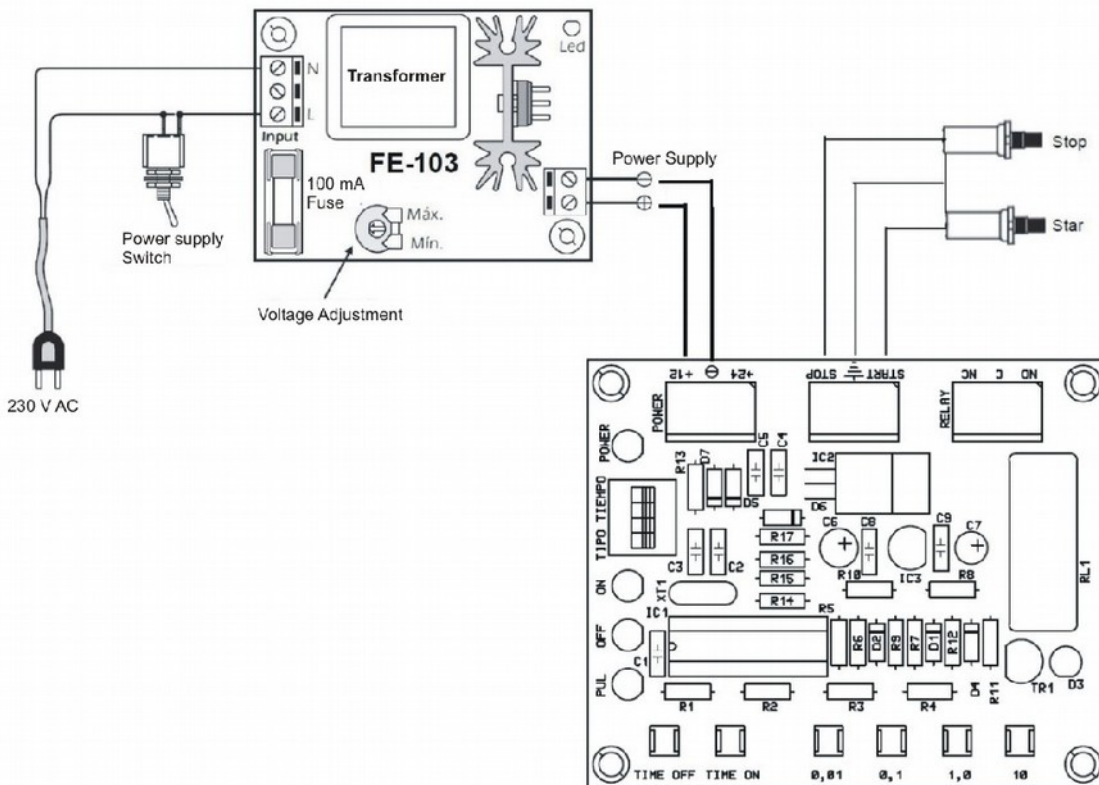 Led
N
Transformer
L
Input
FE-103
100 mA
Fuse
Máx.
Mín.
Power Supply
Stop
Star
Power supply
Switch
Voltage Adjustment
230 V AC
+12
+24
STOP
START
NC
C
NO
POWER
RELAY
POWER
TIPO TIEMPO
ON
OFF
PUL
R13
D7
D5
C5
C4
IC2
D6
C6
C8
C9
C7
R17
R16
R15
R14
C3
C2
XT1
R10
IC3
R8
RL1
IC1
C1
R5
R6
D2
R9
R7
D1
R12
D4
R11
TR1
D3
R1
R2
R3
R4
TIME OFF
TIME ON
0,01
0,1
1,0
10